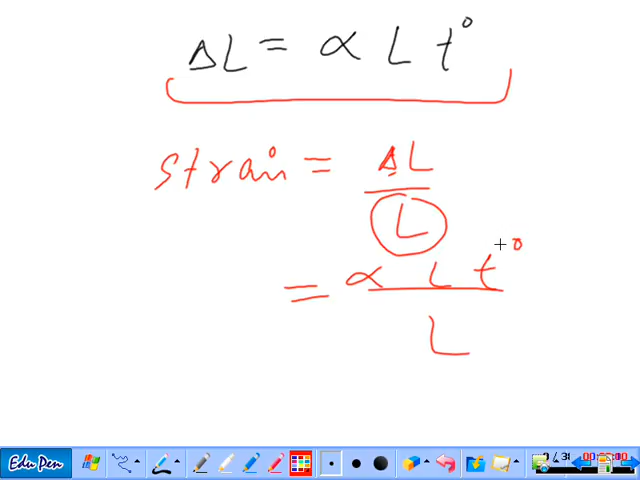 ΔL = α L t°
strain = ΔL / L
= α L t° / L
Edu Pen